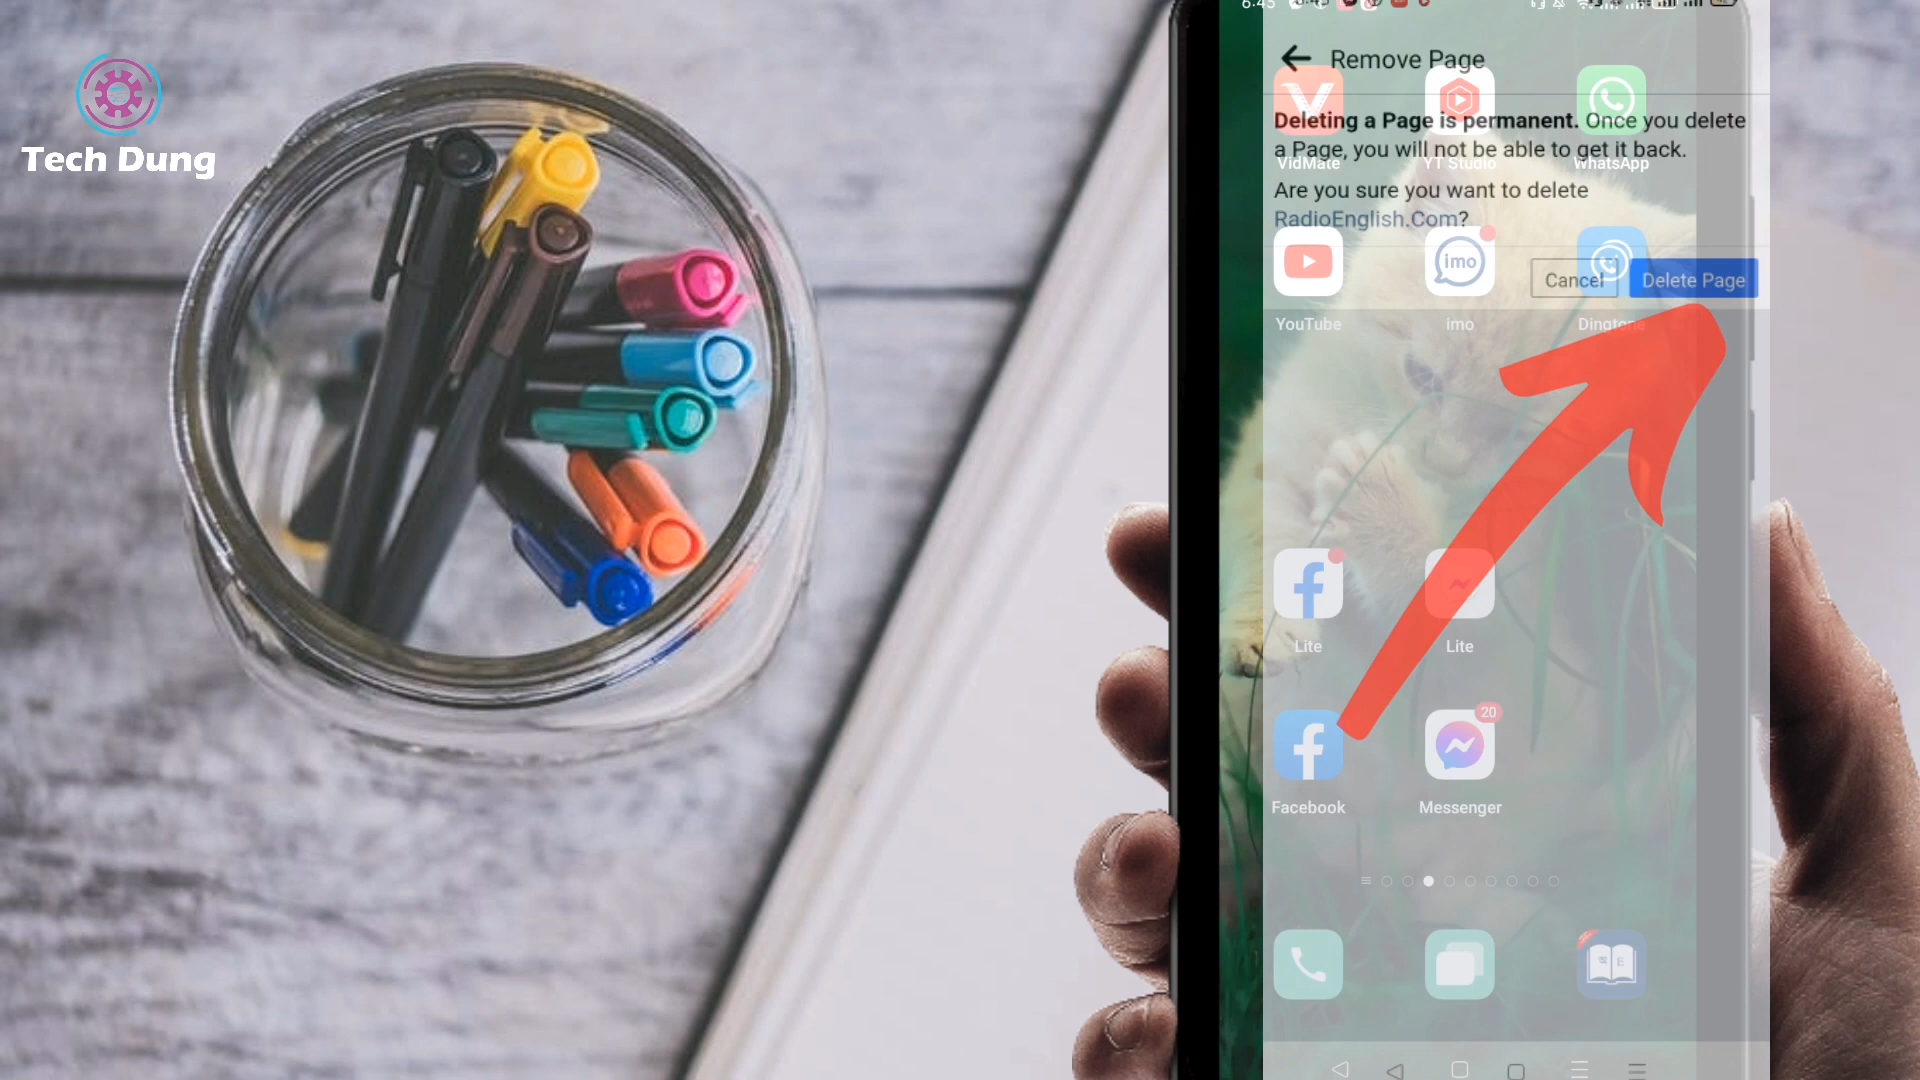 Tech Dung
6:45
Remove Page
Deleting a Page is permanent. Once you delete
a Page, you will not be able to get it back.
VidMate
YT Studio
WhatsApp
Are you sure you want to delete
RadioEnglish.Com?
imo
Cancel
Delete Page
YouTube
imo
Dingtone
Lite
Lite
20
Facebook
Messenger
E